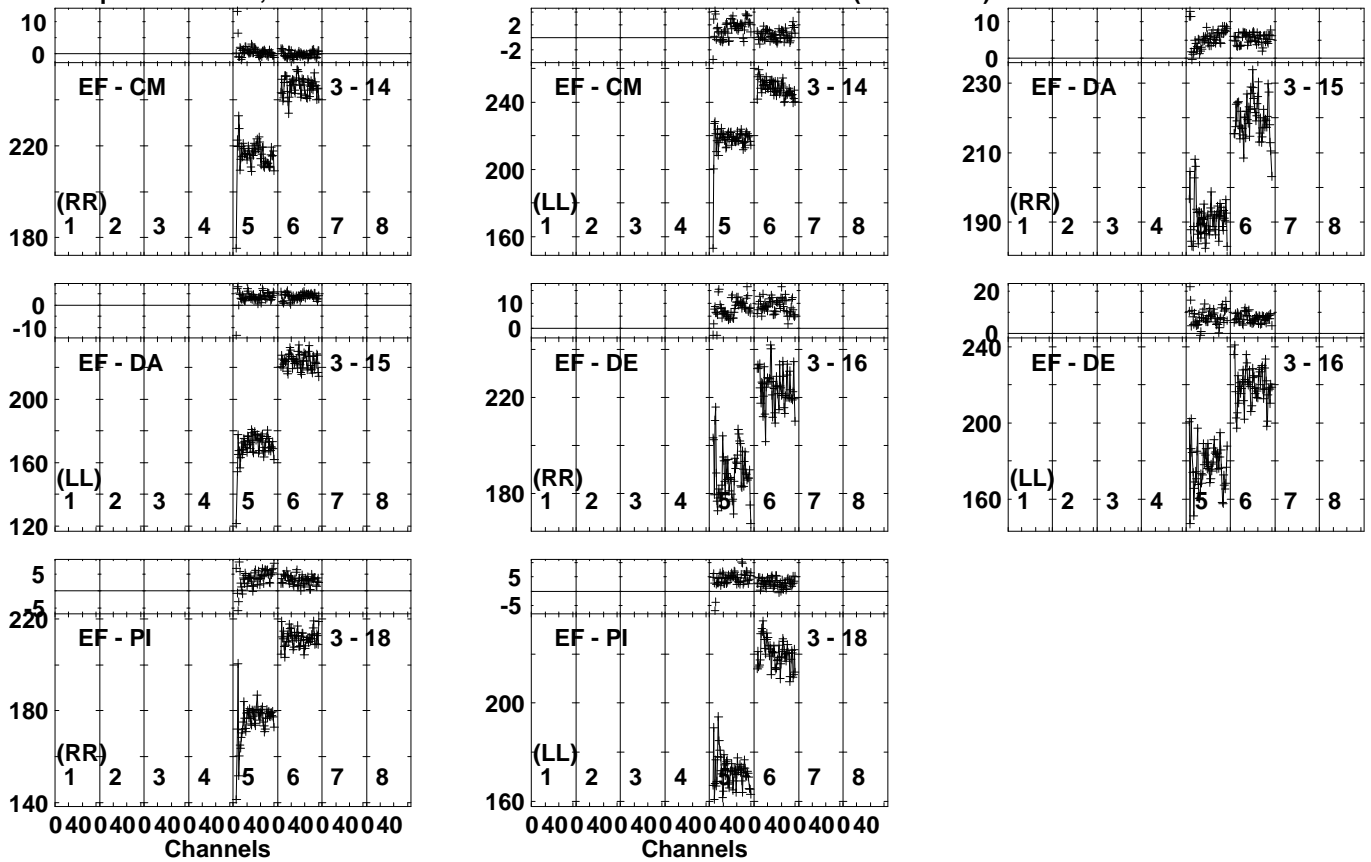 10
0
EF - CM 3 - 14
220
180
(RR)
1 2 3 4 5 6 7 8
2
-2
EF - CM 3 - 14
240
200
160
(LL)
1 2 3 4 5 6 7 8
10
0
EF - DA 3 - 15
230
210
190
(RR)
1 2 3 4 5 6 7 8
0
-10
EF - DA 3 - 15
200
160
120
(LL)
1 2 3 4 5 6 7 8
10
0
EF - DE 3 - 16
220
180
(RR)
1 2 3 4 5 6 7 8
20
0
EF - DE 3 - 16
240
200
160
(LL)
1 2 3 4 5 6 7 8
5
-5
EF - PI 3 - 18
220
180
140
(RR)
1 2 3 4 5 6 7 8
0 40 0 40 0 40 0 40 0 40 0 40 0 40 0 40
Channels
5
-5
EF - PI 3 - 18
200
160
(LL)
1 2 3 4 5 6 7 8
0 40 0 40 0 40 0 40 0 40 0 40 0 40 0 40
Channels